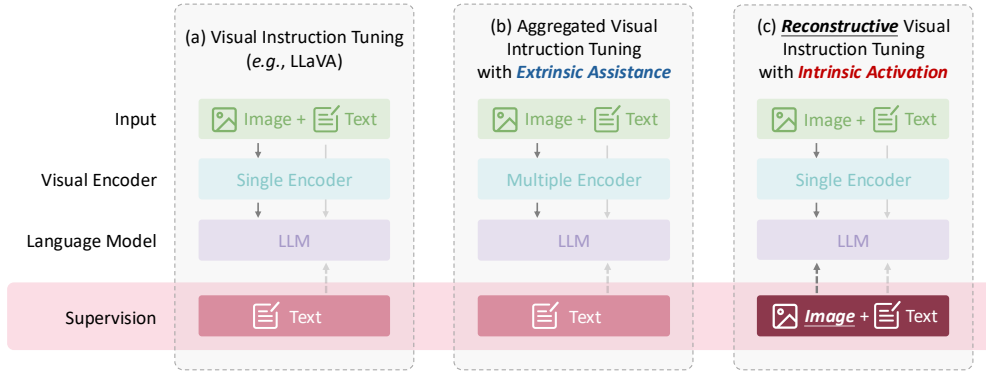 (a) Visual Instruction Tuning
(e.g., LLaVA)
(b) Aggregated Visual
Intruction Tuning
with Extrinsic Assistance
(c) Reconstructive Visual
Instruction Tuning
with Intrinsic Activation
Input
Image + Text
Image + Text
Image + Text
Visual Encoder
Single Encoder
Multiple Encoder
Single Encoder
Language Model
LLM
LLM
LLM
Supervision
Text
Text
Image + Text